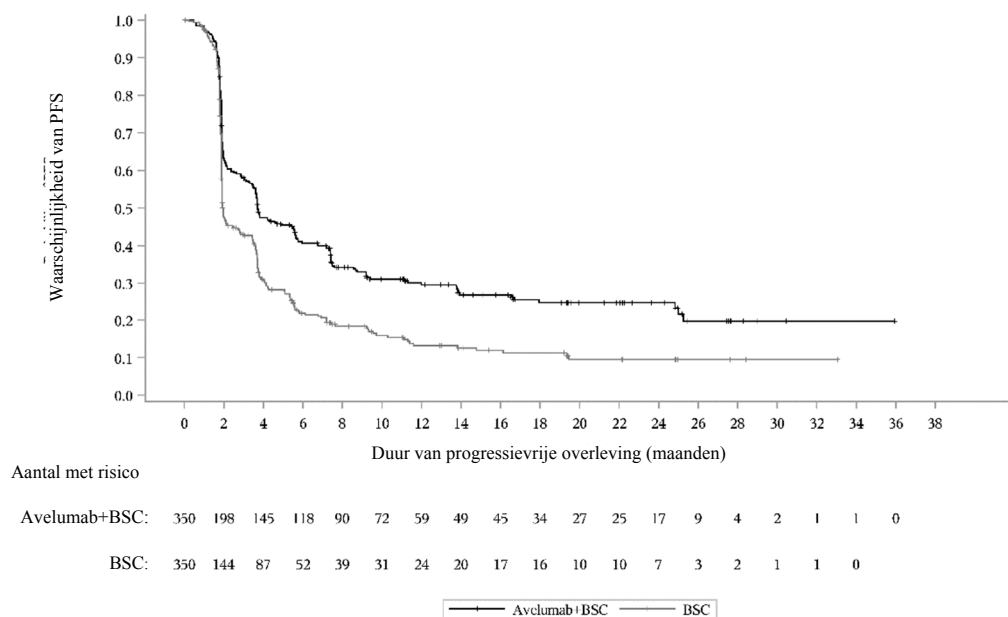 1.0
0.9
0.8
0.7
0.6
0.5
0.4
0.3
0.2
0.1
0.0
Waarschijnlijkheid van PFS
0 2 4 6 8 10 12 14 16 18 20 22 24 26 28 30 32 34 36 38
Duur van progressievrije overleving (maanden)
Aantal met risico
Avelumab+BSC: 350 198 145 118 90 72 59 49 45 34 27 25 17 9 4 2 1 1 0
BSC: 350 144 87 52 39 31 24 20 17 16 10 10 7 3 2 1 1 0
Avelumab+BSC BSC